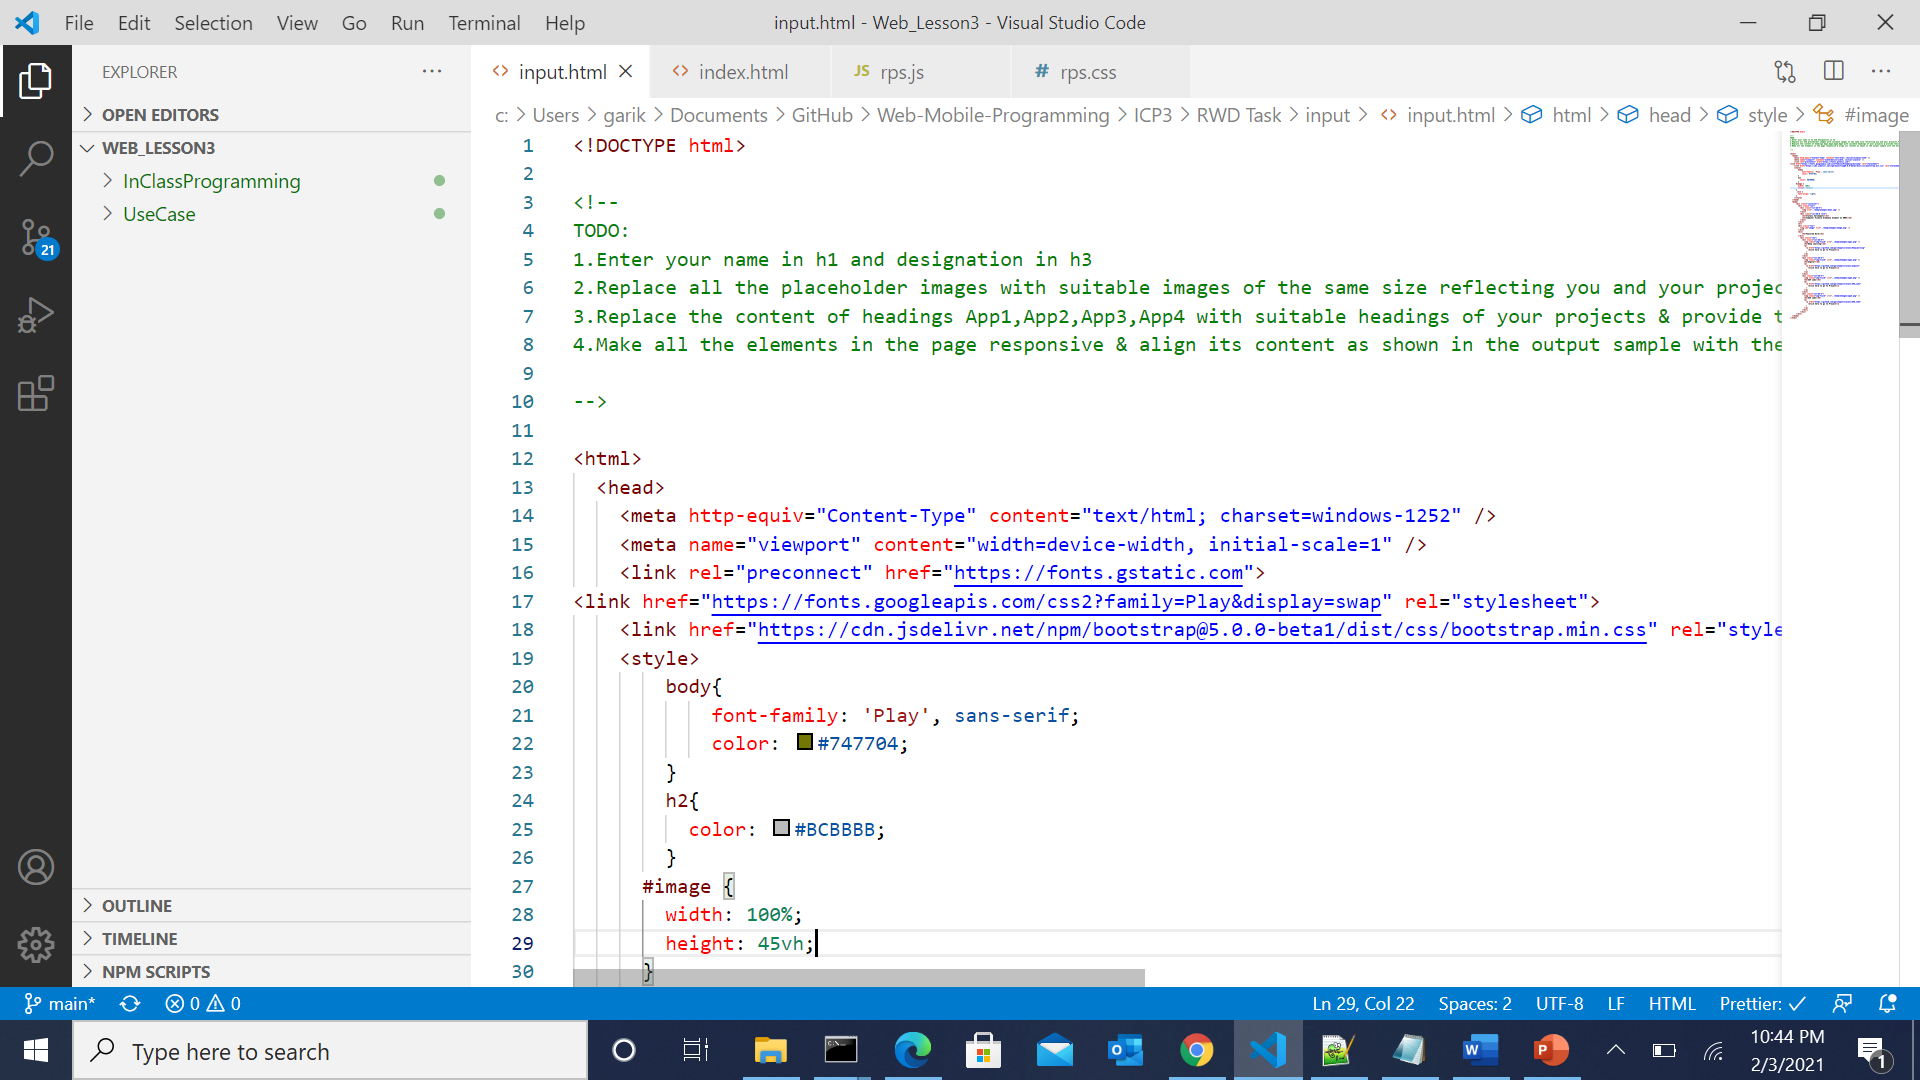 File Edit Selection View Go Run Terminal Help
input.html - Web_Lesson3 - Visual Studio Code
EXPLORER
OPEN EDITORS
WEB_LESSON3
InClassProgramming
UseCase
21
OUTLINE
TIMELINE
NPM SCRIPTS
input.html index.html JS rps.js # rps.css
c: > Users > garik > Documents > GitHub > Web-Mobile-Programming > ICP3 > RWD Task > input > input.html > html > head > style > #image
1 <!DOCTYPE html>
2
3 <!--
4 TODO:
5 1.Enter your name in h1 and designation in h3
6 2.Replace all the placeholder images with suitable images of the same size reflecting you and your projec
7 3.Replace the content of headings App1,App2,App3,App4 with suitable headings of your projects & provide t
8 4.Make all the elements in the page responsive & align its content as shown in the output sample with the
9
10 -->
11
12 <html>
13 <head>
14 <meta http-equiv="Content-Type" content="text/html; charset=windows-1252" />
15 <meta name="viewport" content="width=device-width, initial-scale=1" />
16 <link rel="preconnect" href="https://fonts.gstatic.com">
17 <link href="https://fonts.googleapis.com/css2?family=Play&display=swap" rel="stylesheet">
18 <link href="https://cdn.jsdelivr.net/npm/bootstrap@5.0.0-beta1/dist/css/bootstrap.min.css" rel="style
19 <style>
20 body{
21 font-family: 'Play', sans-serif;
22 color: #747704;
23 }
24 h2{
25 color: #BCBBBB;
26 }
27 #image {
28 width: 100%;
29 height: 45vh;
30 }
main* 0 0 Ln 29, Col 22 Spaces: 2 UTF-8 LF HTML Prettier: ✓
Type here to search
10:44 PM
2/3/2021
1